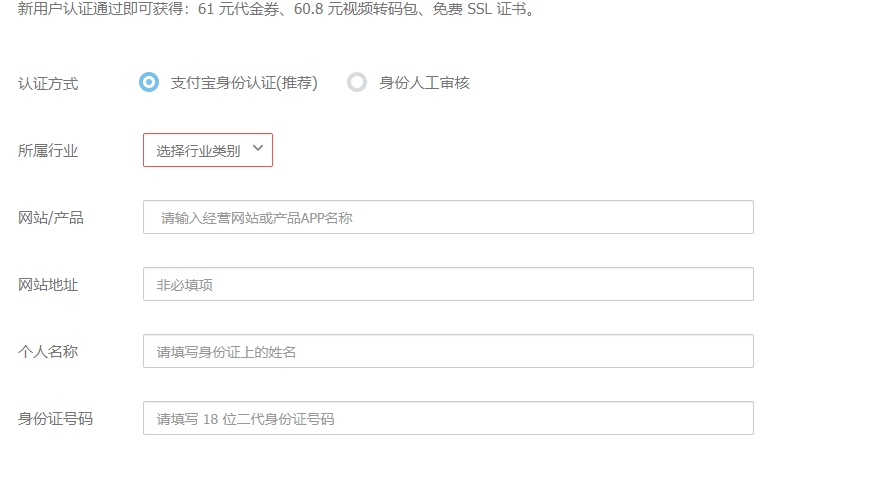 新用户认证通过即可获得：61 元代金券、60.8 元视频转码包、免费 SSL 证书。
认证方式 支付宝身份认证(推荐) 身份人工审核
所属行业 选择行业类别
网站/产品 请输入经营网站或产品APP名称
网站地址 非必填项
个人名称 请填写身份证上的姓名
身份证号码 请填写 18 位二代身份证号码